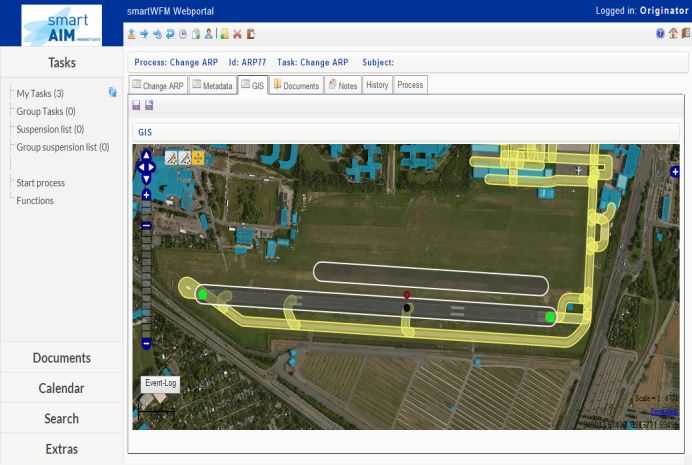 smart
AIM
PRODUCT SUITE
smartWFM Webportal
Logged in: Originator
Tasks
My Tasks (3)
Group Tasks (0)
Suspension list (0)
Group suspension list (0)
Start process
Functions
Documents
Calendar
Search
Extras
Process: Change ARP Id: ARP77 Task: Change ARP Subject:
Change ARP
Metadata
GIS
Documents
Notes
History
Process
GIS
Event-Log
Scale = 1 : 6771
Permalink